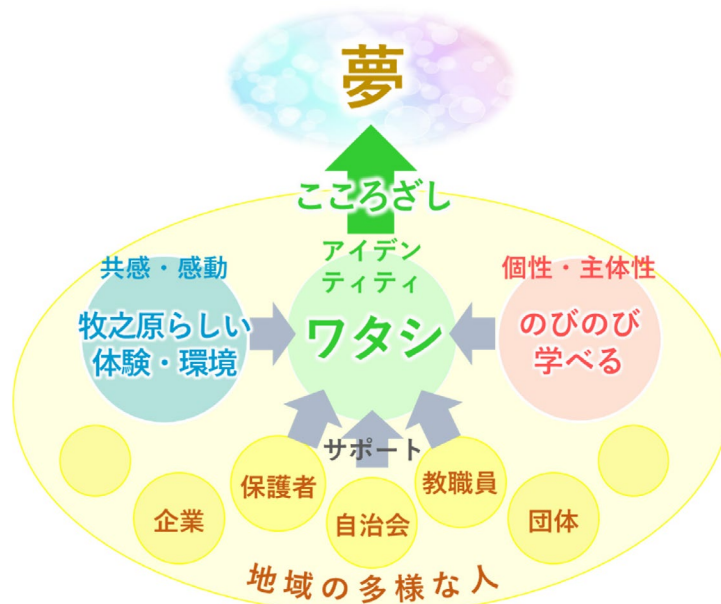 夢
こころざし
アイデン
ティティ
ワタシ
共感・感動
牧之原らしい
体験・環境
個性・主体性
のびのび
学べる
サポート
企業
保護者
自治会
教職員
団体
地域の多様な人